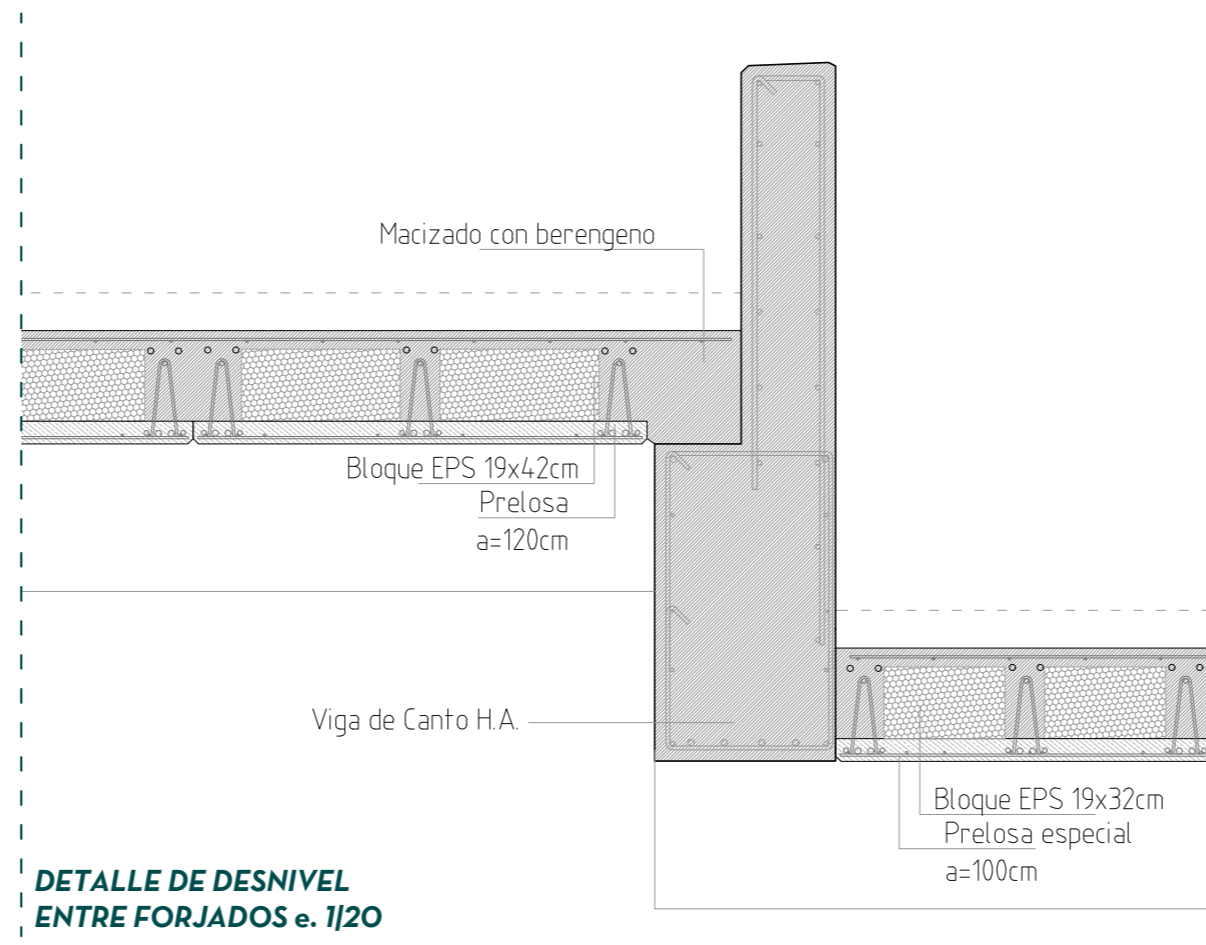 Macizado con berengeno
Bloque EPS 19x42cm
Prelosa
a=120cm
Viga de Canto H.A.
Bloque EPS 19x32cm
Prelosa especial
a=100cm
DETALLE DE DESNIVEL
ENTRE FORJADOS e. 1/20